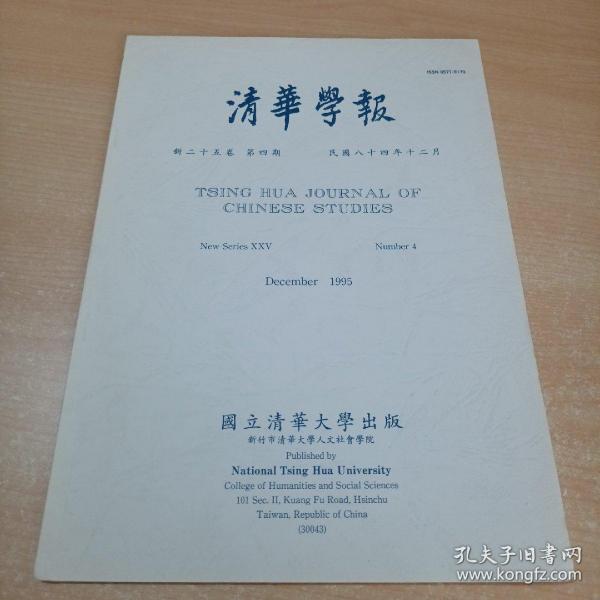 ISSN 0577-9170
清華學報
新二十五卷 第四期 民國八十四年十二月
TSING HUA JOURNAL OF
CHINESE STUDIES
New Series XXV Number 4
December 1995
國立清華大學出版
新竹市清華大學人文社會學院
Published by
National Tsing Hua University
College of Humanities and Social Sciences
101 Sec. II, Kuang Fu Road, Hsinchu
Taiwan, Republic of China
(30043)
孔夫子旧书网
www.kongfz.com